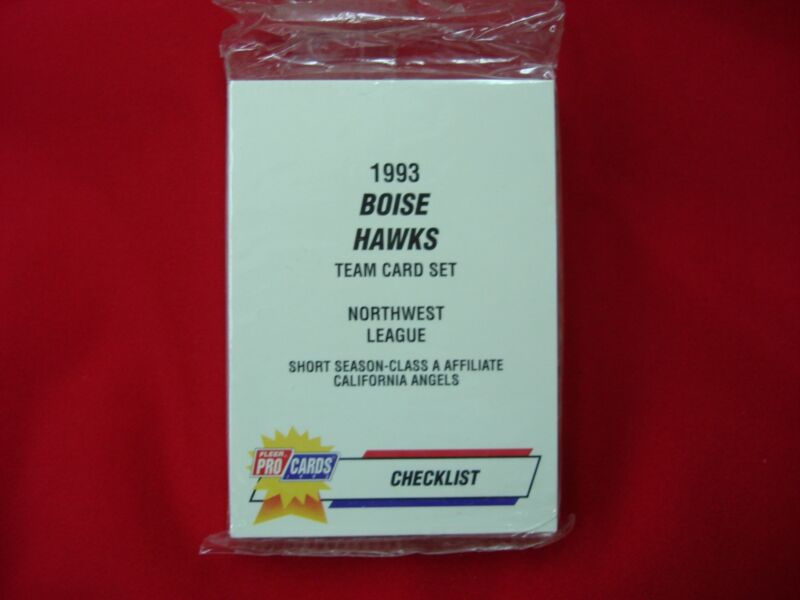 1993
BOISE
HAWKS
TEAM CARD SET
NORTHWEST
LEAGUE
SHORT SEASON-CLASS A AFFILIATE
CALIFORNIA ANGELS
FLEER
PRO CARDS
CHECKLIST